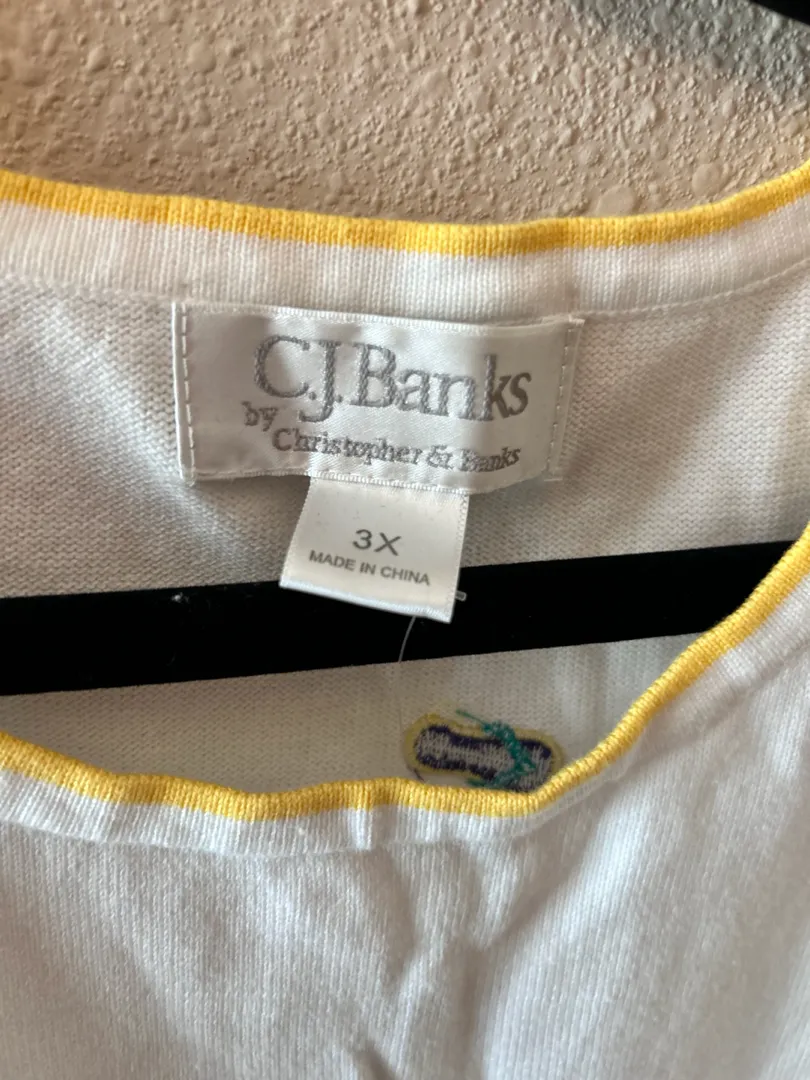 C.J.Banks
by Christopher & Banks
3X
MADE IN CHINA